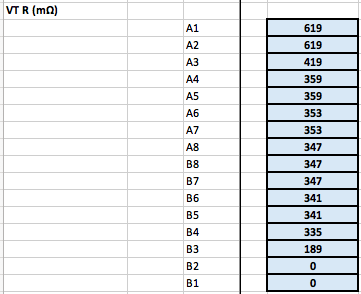 VT R (mΩ)
A1 619
A2 619
A3 419
A4 359
A5 359
A6 353
A7 353
A8 347
B8 347
B7 347
B6 341
B5 341
B4 335
B3 189
B2 0
B1 0